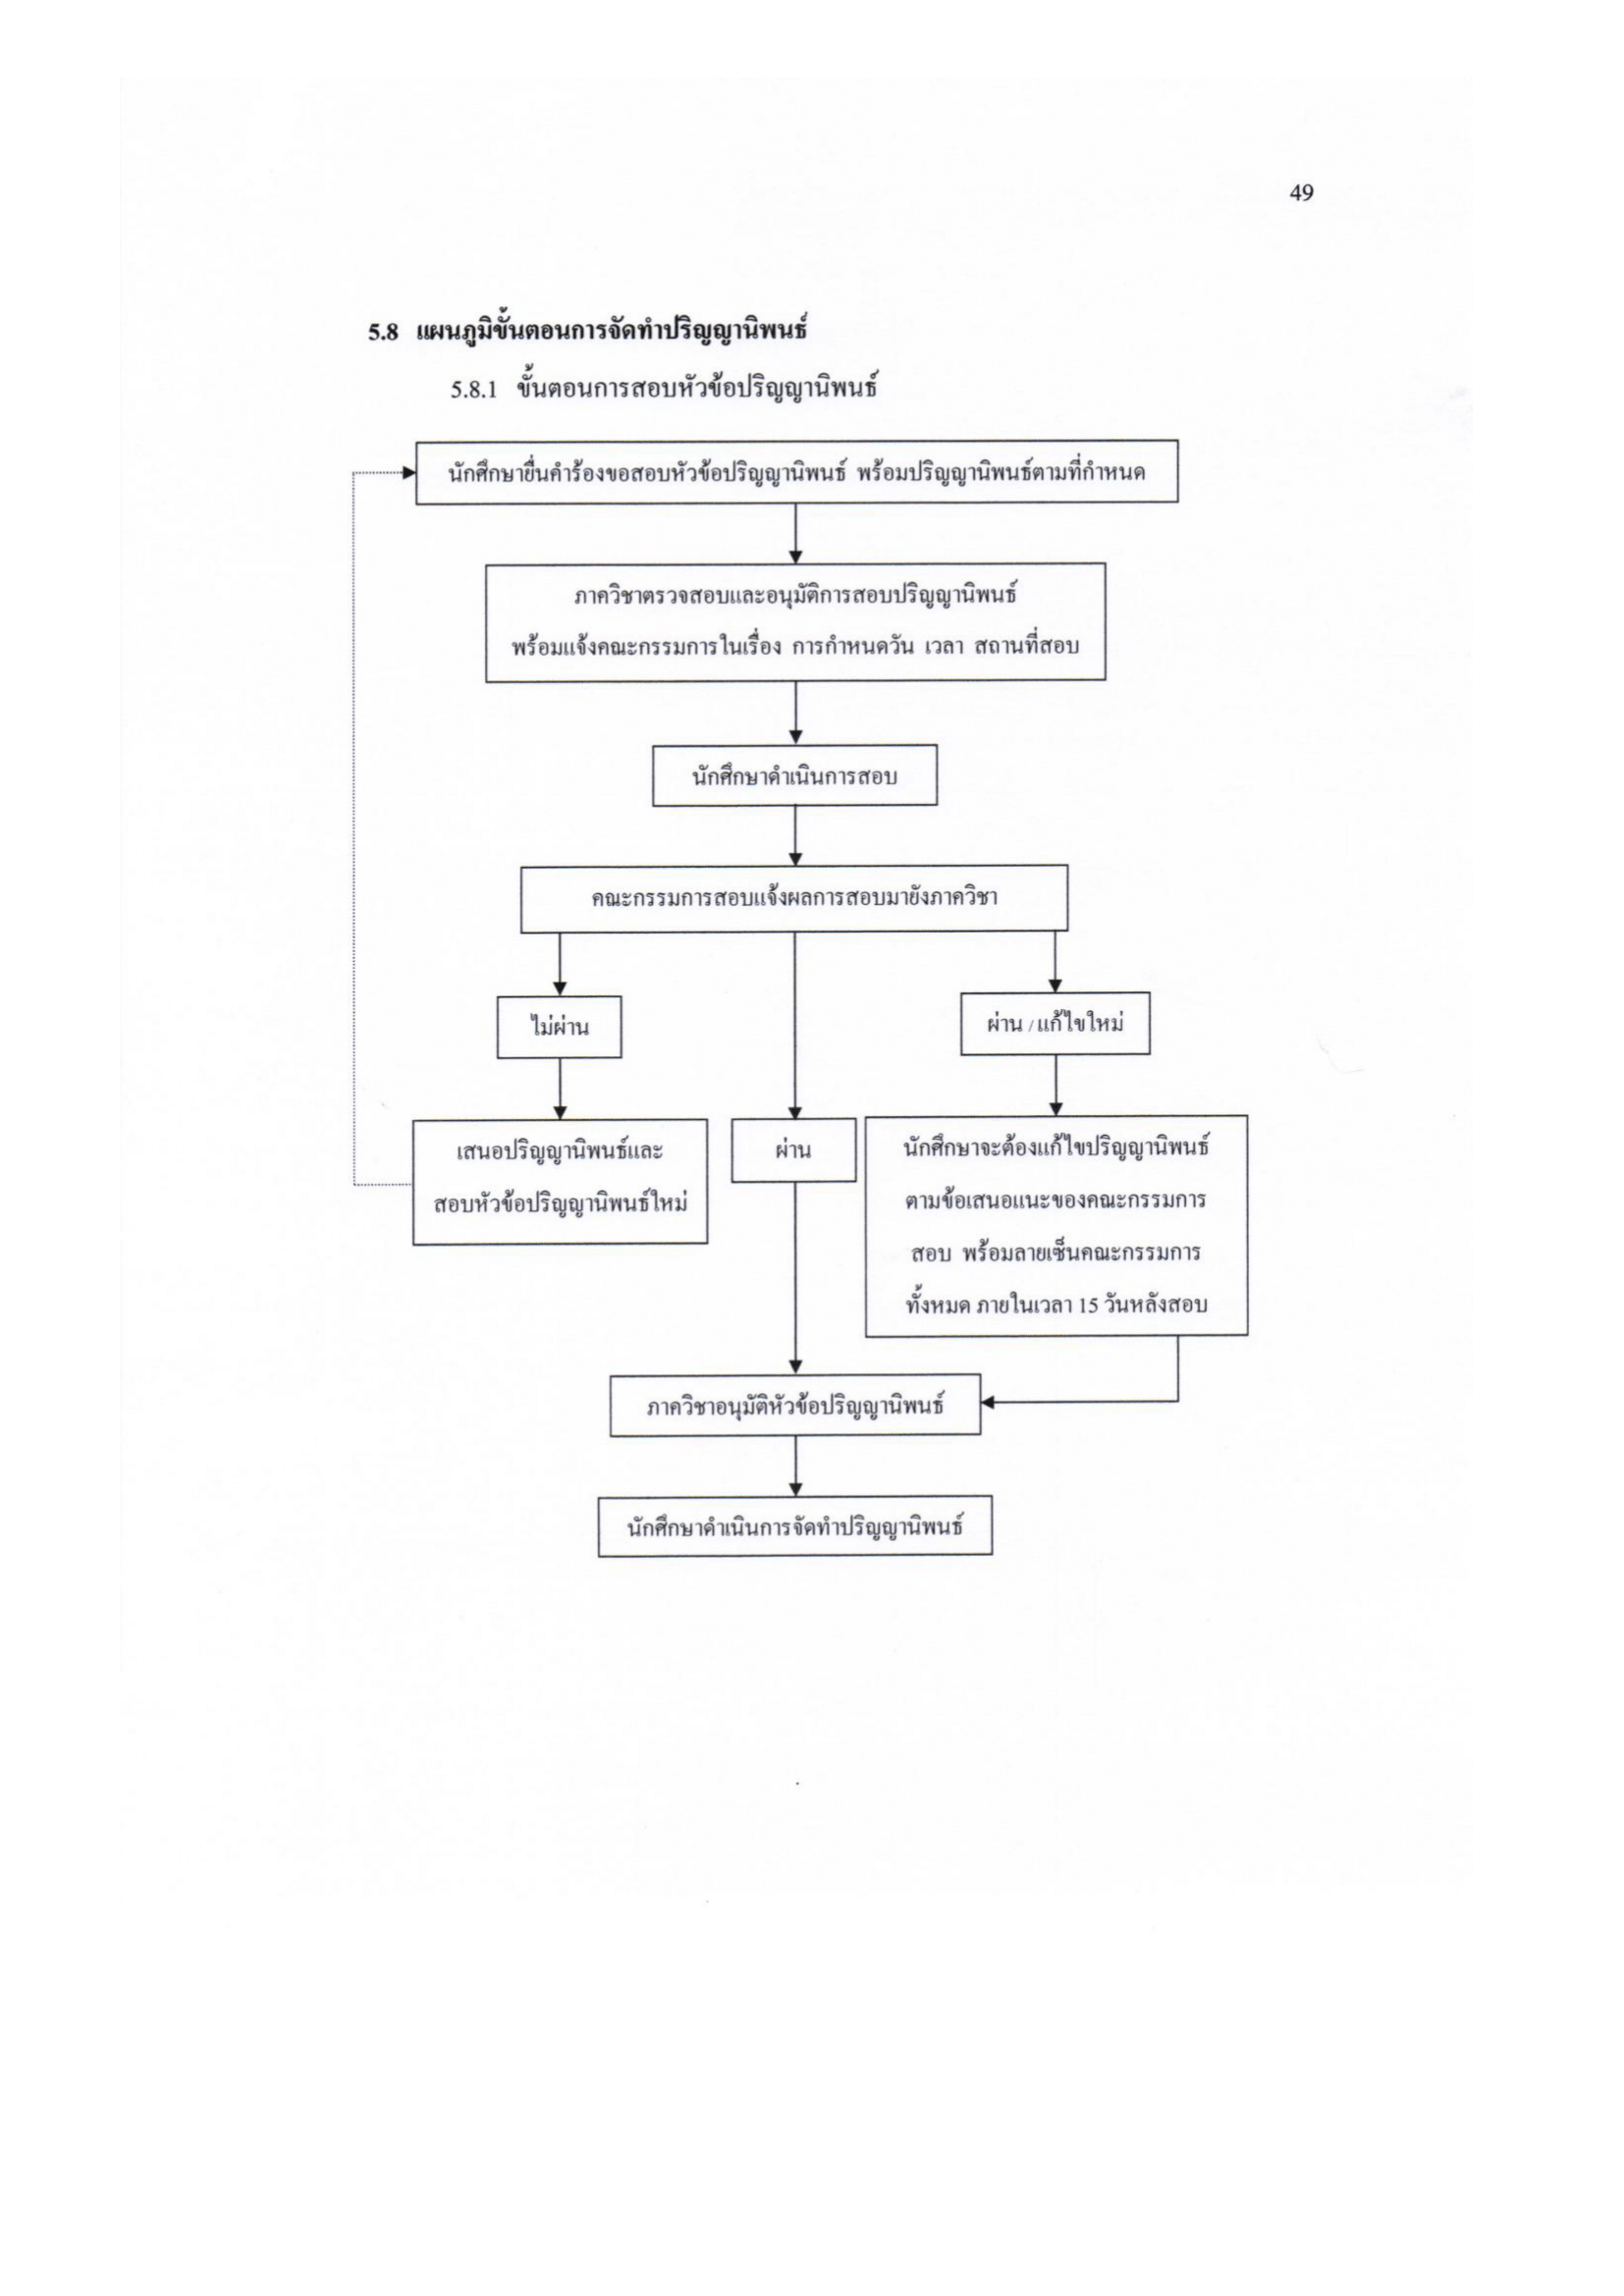 49
5.8 แผนภูมิขั้นตอนการจัดทำปริญญานิพนธ์
5.8.1 ขั้นตอนการสอบหัวข้อปริญญานิพนธ์
นักศึกษายื่นคำร้องขอสอบหัวข้อปริญญานิพนธ์ พร้อมปริญญานิพนธ์ตามที่กำหนด
ภาควิชาตรวจสอบและอนุมัติการสอบปริญญานิพนธ์
พร้อมแจ้งคณะกรรมการในเรื่อง การกำหนดวัน เวลา สถานที่สอบ
นักศึกษาดำเนินการสอบ
คณะกรรมการสอบแจ้งผลการสอบมายังภาควิชา
ไม่ผ่าน
ผ่าน / แก้ไขใหม่
เสนอปริญญานิพนธ์และ
สอบหัวข้อปริญญานิพนธ์ใหม่
ผ่าน
นักศึกษาจะต้องแก้ไขปริญญานิพนธ์
ตามข้อเสนอแนะของคณะกรรมการ
สอบ พร้อมลายเซ็นคณะกรรมการ
ทั้งหมด ภายในเวลา 15 วันหลังสอบ
ภาควิชาอนุมัติหัวข้อปริญญานิพนธ์
นักศึกษาดำเนินการจัดทำปริญญานิพนธ์